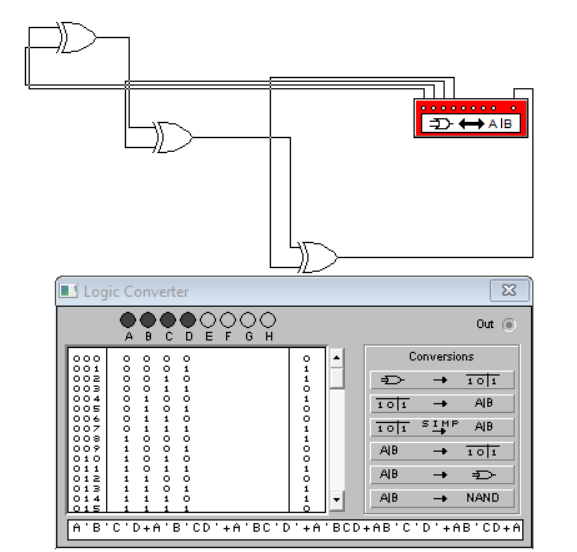 A|B
Logic Converter
A B C D E F G H
Out
000 0 0 0 0 0
001 0 0 0 1 1
002 0 0 1 0 1
003 0 0 1 1 0
004 0 1 0 0 1
005 0 1 0 1 0
006 0 1 1 0 0
007 0 1 1 1 1
008 1 0 0 0 1
009 1 0 0 1 0
010 1 0 1 0 0
011 1 0 1 1 1
012 1 1 0 0 0
013 1 1 0 1 1
014 1 1 1 0 1
015 1 1 1 1 0
Conversions
→ 1 0|1
1 0|1 → A|B
1 0|1 SIMP → A|B
A|B → 1 0|1
A|B →
A|B → NAND
A'B'C'D+A'B'CD'+A'BC'D'+A'BCD+AB'C'D'+AB'CD+A